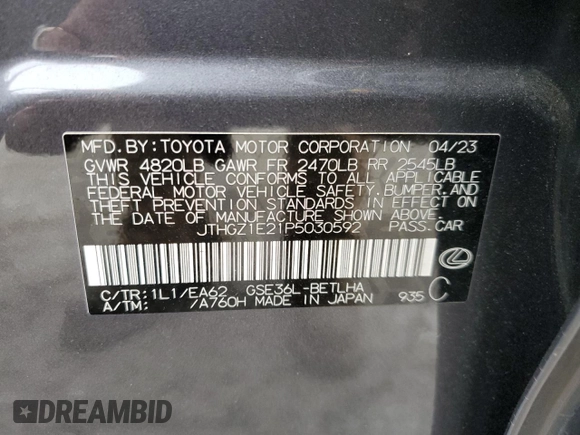 MFD.BY:TOYOTA MOTOR CORPORATION 04/23
GVWR 4820LB GAWR FR 2470LB RR 2545LB
THIS VEHICLE CONFORMS TO ALL APPLICABLE
FEDERAL MOTOR VEHICLE SAFETY,BUMPER,AND
THEFT PREVENTION STANDARDS IN EFFECT ON
THE DATE OF MANUFACTURE SHOWN ABOVE.
JTHGZ1E21P5030592 PASS.CAR
C/TR:1L1/EA62 GSE36L-BETLHA
A/TM: /A760H MADE IN JAPAN 935 C
DREAMBID